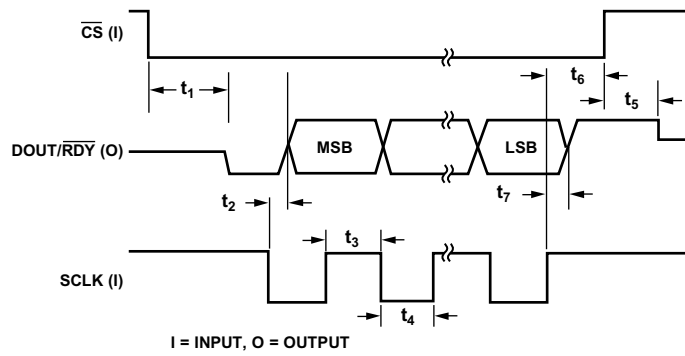 CS (I)
t6
t1
t5
DOUT/RDY (O)
MSB
LSB
t2
t7
t3
SCLK (I)
t4
I = INPUT, O = OUTPUT